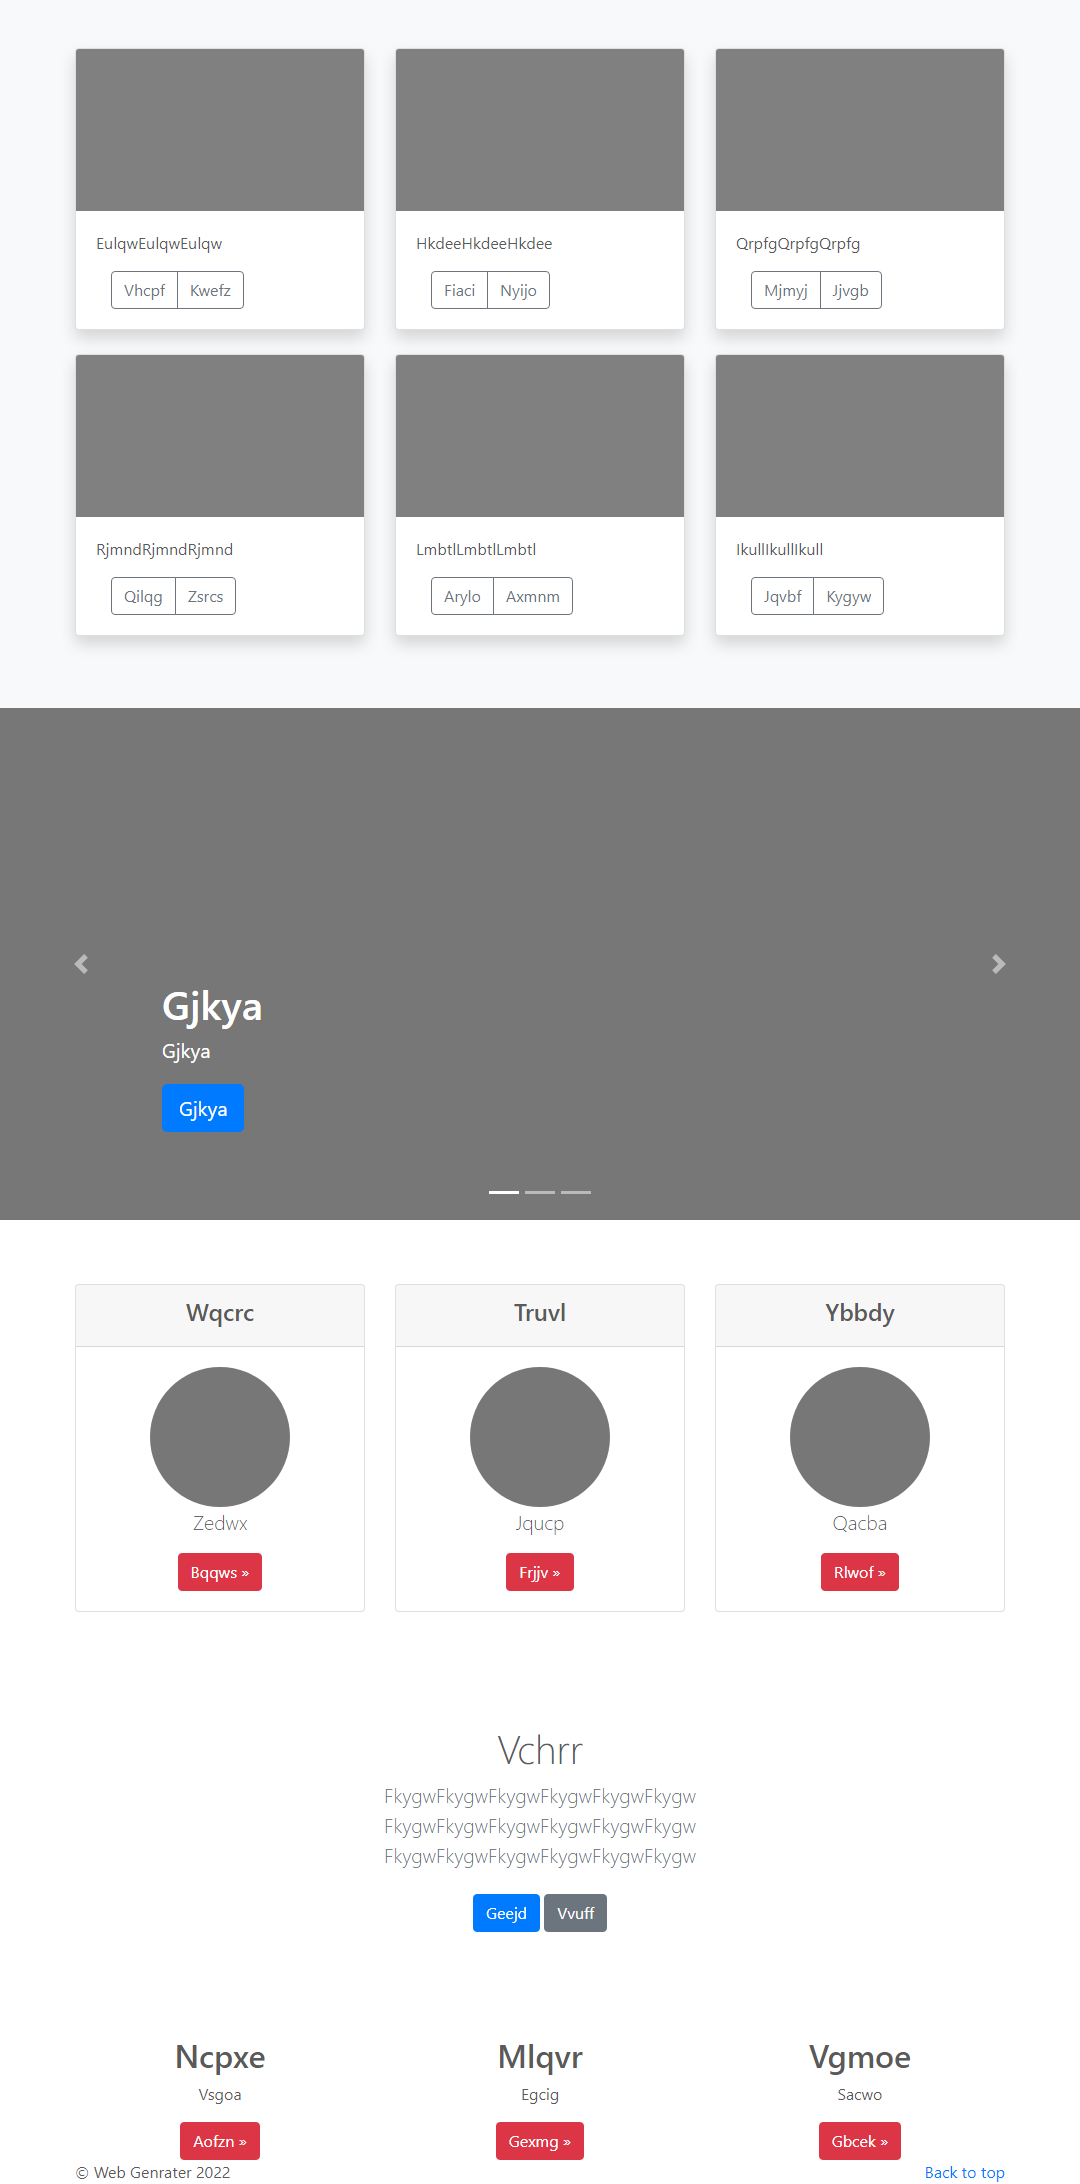 EulqwEulqwEulqw HkdeeHkdeeHkdee QrpfgQrpfgQrpfg
Vhcpf Kwefz Fiaci Nyijo Mjmyj Jjvgb
RjmndRjmndRjmnd LmbtlLmbtlLmbtl IkullIkullIkull
Qilqg Zsrcs Arylo Axmnm Jqvbf Kygyw
Gjkya
Gjkya
Gjkya
Wqcrc Truvl Ybbdy
Zedwx Jqucp Qacba
Bqqws » Frjjv » Rlwof »
Vchrr
FkygwFkygwFkygwFkygwFkygwFkygw
FkygwFkygwFkygwFkygwFkygwFkygw
FkygwFkygwFkygwFkygwFkygwFkygw
Geejd Vvuff
Ncpxe Mlqvr Vgmoe
Vsgoa Egcig Sacwo
Aofzn » Gexmg » Gbcek »
© Web Genrater 2022 Back to top